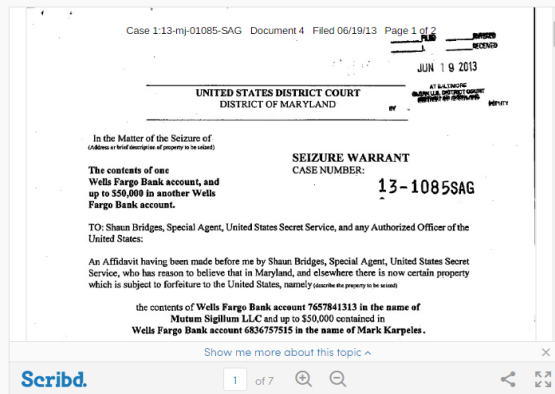 Case 1:13-mj-01085-SAG Document 4 Filed 06/19/13 Page 1 of 2
FILED
RECEIVED
JUN 19 2013
AT BALTIMORE
CLERK U.S. DISTRICT COURT
DEPUTY
UNITED STATES DISTRICT COURT
DISTRICT OF MARYLAND
BY
In the Matter of the Seizure of
(Address or brief description of property to be seized)
The contents of one
Wells Fargo Bank account, and
up to $50,000 in another Wells
Fargo Bank account.
SEIZURE WARRANT
CASE NUMBER:
13-1085SAG
TO: Shaun Bridges, Special Agent, United States Secret Service, and any Authorized Officer of the
United States:
An Affidavit having been made before me by Shaun Bridges, Special Agent, United States Secret
Service, who has reason to believe that in Maryland, and elsewhere there is now certain property
which is subject to forfeiture to the United States, namely (describe the property to be seized)
the contents of Wells Fargo Bank account 7657841313 in the name of
Mutum Sigillum LLC and up to $50,000 contained in
Wells Fargo Bank account 6836757515 in the name of Mark Karpeles.
Show me more about this topic
Scribd.
1 of 7